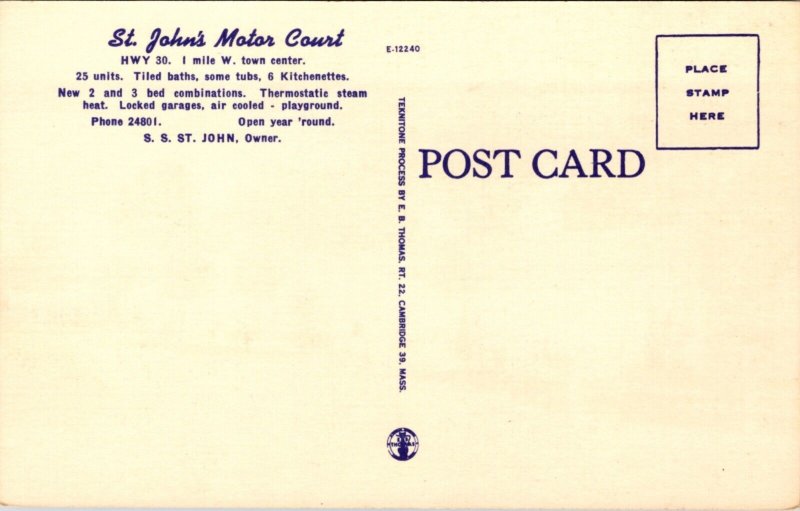 St. John's Motor Court
HWY 30. 1 mile W. town center.
25 units. Tiled baths, some tubs, 6 Kitchenettes.
New 2 and 3 bed combinations. Thermostatic steam
heat. Locked garages, air cooled - playground.
Phone 24801. Open year 'round.
S. S. ST. JOHN, Owner.
E-12240
TEKNITONE PROCESS BY E. B. THOMAS, RT. 22, CAMBRIDGE 39, MASS.
THOMAS
POST CARD
PLACE
STAMP
HERE